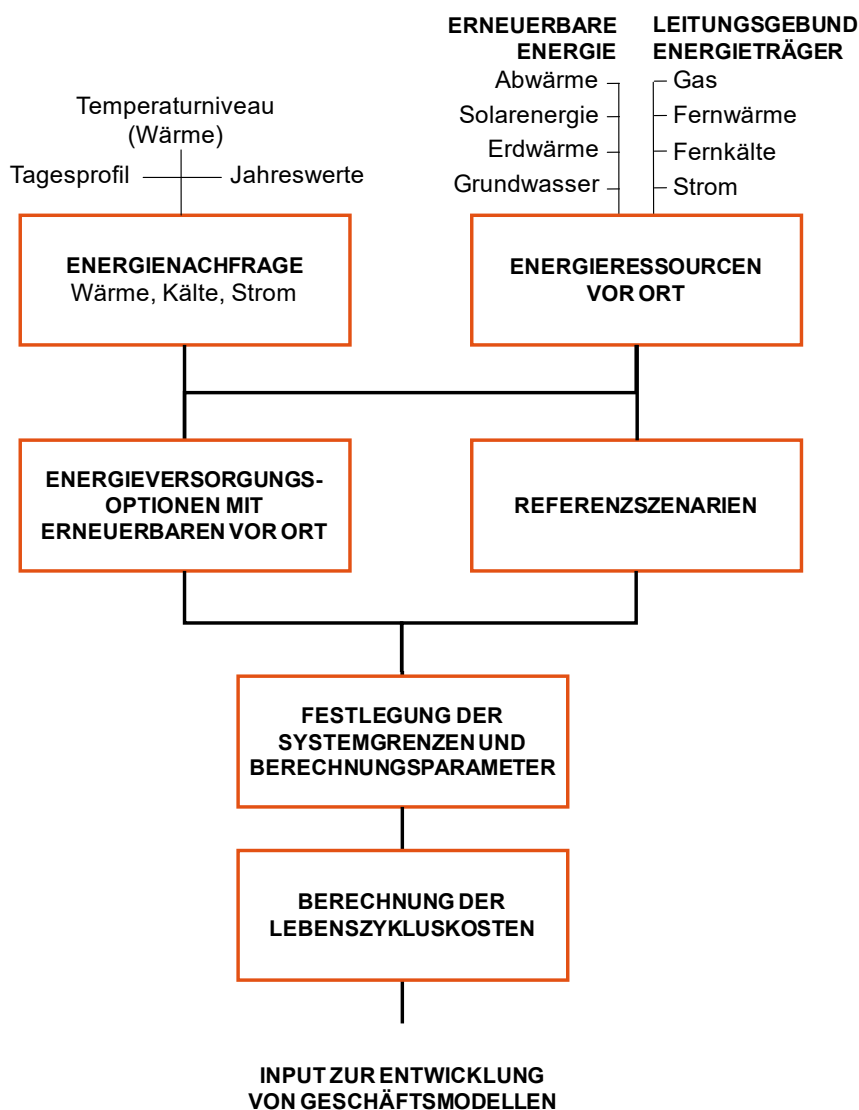 ERNEUERBARE
ENERGIE
Abwärme
Solarenergie
Erdwärme
Grundwasser
LEITUNGSGEBUND
ENERGIETRÄGER
Gas
Fernwärme
Fernkälte
Strom
Temperaturniveau
(Wärme)
Tagesprofil
Jahreswerte
ENERGIENACHFRAGE
Wärme, Kälte, Strom
ENERGIERESSOURCEN
VOR ORT
ENERGIEVERSORGUNGS-
OPTIONEN MIT
ERNEUERBAREN VOR ORT
REFERENZSZENARIEN
FESTLEGUNG DER
SYSTEMGRENZEN UND
BERECHNUNGSPARAMETER
BERECHNUNG DER
LEBENSZYKLUSKOSTEN
INPUT ZUR ENTWICKLUNG
VON GESCHÄFTSMODELLEN